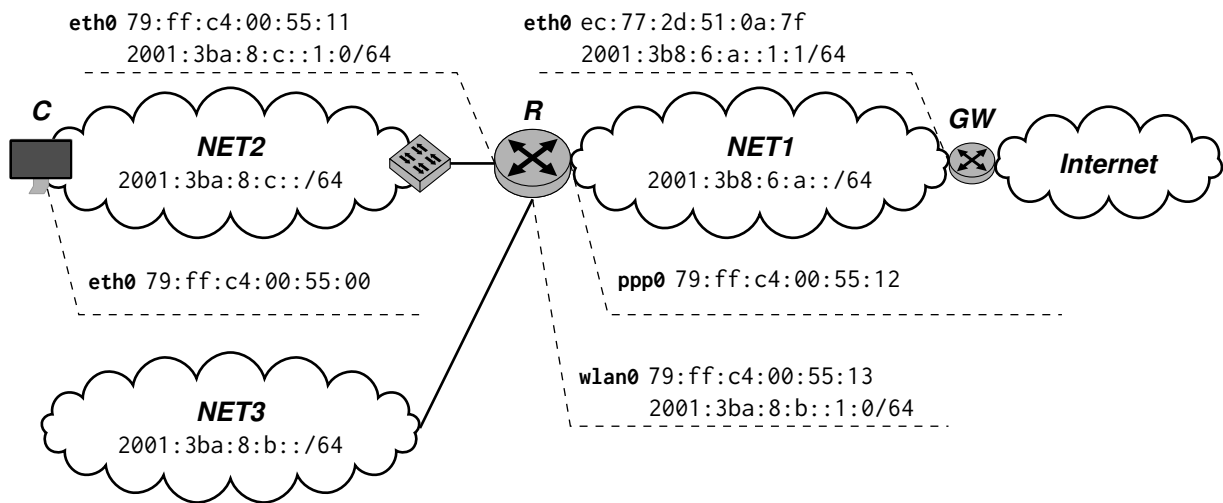 eth0 79:ff:c4:00:55:11
2001:3ba:8:c::1:0/64
eth0 ec:77:2d:51:0a:7f
2001:3b8:6:a::1:1/64
C
R
GW
NET2
2001:3ba:8:c::/64
NET1
2001:3b8:6:a::/64
Internet
eth0 79:ff:c4:00:55:00
ppp0 79:ff:c4:00:55:12
wlan0 79:ff:c4:00:55:13
2001:3ba:8:b::1:0/64
NET3
2001:3ba:8:b::/64